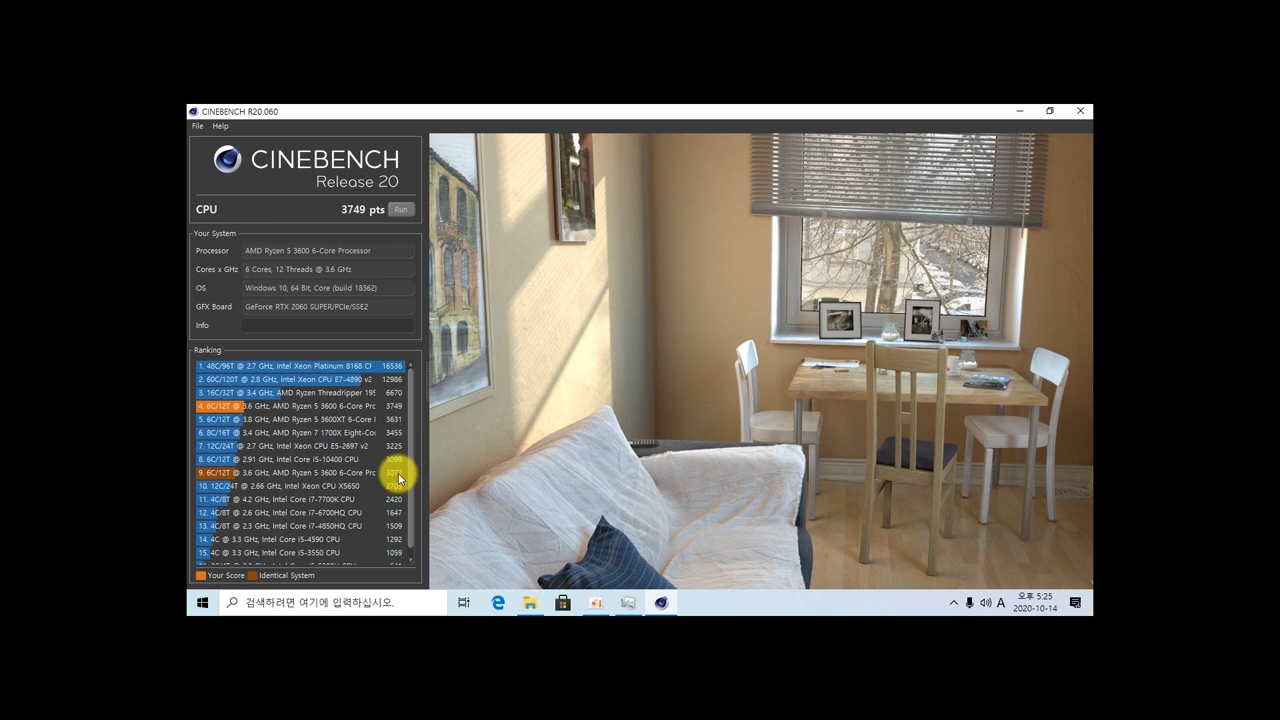 CINEBENCH R20.060
File Help
CINEBENCH
Release 20
CPU 3749 pts Run
Your System
Processor AMD Ryzen 5 3600 6-Core Processor
Cores x GHz 6 Cores, 12 Threads @ 3.6 GHz
OS Windows 10, 64 Bit, Core (build 18362)
GFX Board GeForce RTX 2060 SUPER/PCIe/SSE2
Info
Ranking
1. 48C/96T @ 2.7 GHz, Intel Xeon Platinum 8168 CF 16536
2. 60C/120T @ 2.8 GHz, Intel Xeon CPU E7-4890 v2 12986
3. 16C/32T @ 3.4 GHz, AMD Ryzen Threadripper 195 6670
4. 6C/12T @ 3.6 GHz, AMD Ryzen 5 3600 6-Core Prc 3749
5. 6C/12T @ 3.8 GHz, AMD Ryzen 5 3600XT 6-Core 3631
6. 8C/16T @ 3.4 GHz, AMD Ryzen 7 1700X Eight-Co 3455
7. 12C/24T @ 2.7 GHz, Intel Xeon CPU E5-2697 v2 3225
8. 6C/12T @ 2.91 GHz, Intel Core i5-10400 CPU 3099
9. 6C/12T @ 3.6 GHz, AMD Ryzen 5 3600 6-Core Prc
10. 12C/24T @ 2.66 GHz, Intel Xeon CPU X5650
11. 4C/8T @ 4.2 GHz, Intel Core i7-7700K CPU 2420
12. 4C/8T @ 2.6 GHz, Intel Core i7-6700HQ CPU 1647
13. 4C/8T @ 2.3 GHz, Intel Core i7-4850HQ CPU 1509
14. 4C @ 3.3 GHz, Intel Core i5-4590 CPU 1292
15. 4C @ 3.3 GHz, Intel Core i5-3550 CPU 1059
Your Score Identical System
검색하려면 여기에 입력하십시오.
A
오후 5:25
2020-10-14